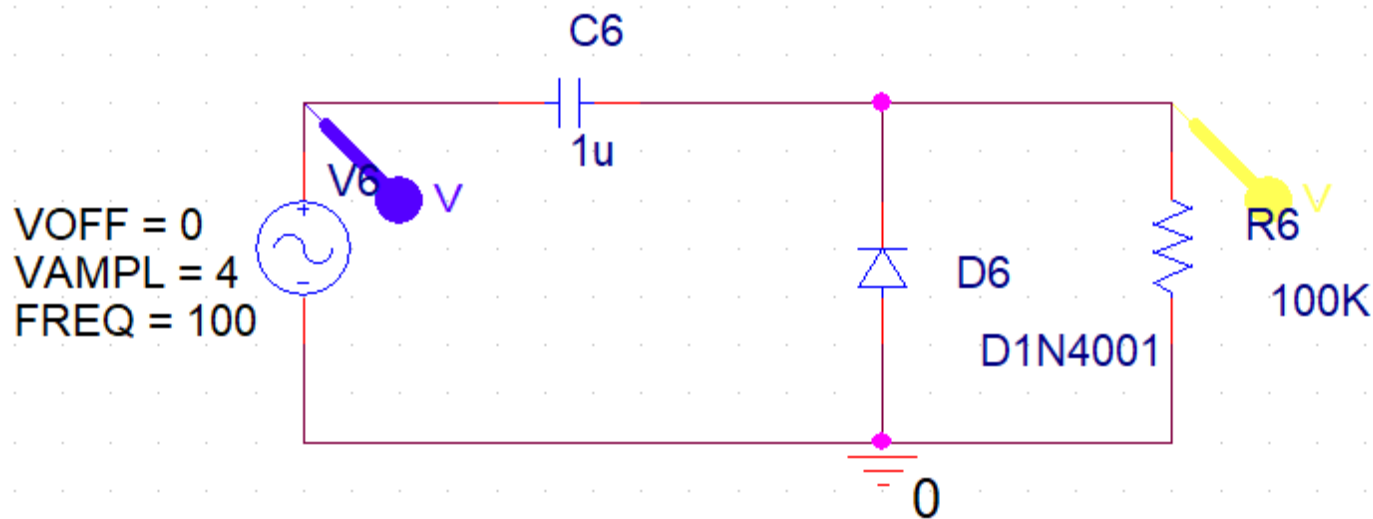 C6
1u
V6
V
VOFF = 0
VAMPL = 4
FREQ = 100
+
-
D6
D1N4001
V
R6
100K
0